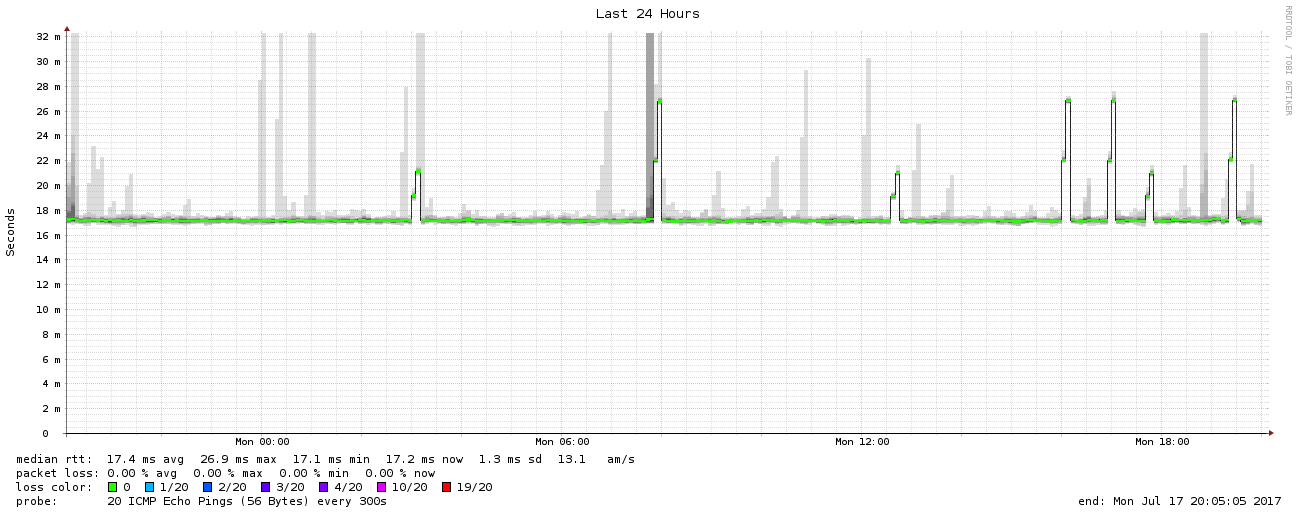 Last 24 Hours
RRDTOOL / TOBI OETIKER
Seconds
32 m
30 m
28 m
26 m
24 m
22 m
20 m
18 m
16 m
14 m
12 m
10 m
8 m
6 m
4 m
2 m
0
Mon 00:00 Mon 06:00 Mon 12:00 Mon 18:00
median rtt: 17.4 ms avg 26.9 ms max 17.1 ms min 17.2 ms now 1.3 ms sd 13.1 am/s
packet loss: 0.00 % avg 0.00 % max 0.00 % min 0.00 % now
loss color: 0 1/20 2/20 3/20 4/20 10/20 19/20
probe: 20 ICMP Echo Pings (56 Bytes) every 300s end: Mon Jul 17 20:05:05 2017